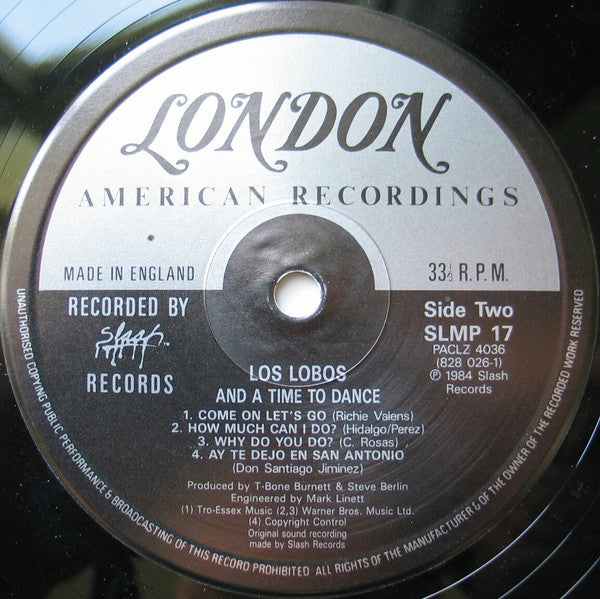 LONDON
AMERICAN RECORDINGS
MADE IN ENGLAND
33⅓ R.P.M.
RECORDED BY
slash
RECORDS
Side Two
SLMP 17
PACLZ 4036
(828 026-1)
℗ 1984 Slash
Records
LOS LOBOS
AND A TIME TO DANCE
1. COME ON LET'S GO (Richie Valens)
2. HOW MUCH CAN I DO? (Hidalgo/Perez)
3. WHY DO YOU DO? (C. Rosas)
4. AY TE DEJO EN SAN ANTONIO
(Don Santiago Jiminez)
Produced by T-Bone Burnett & Steve Berlin
Engineered by Mark Linett
(1) Tro-Essex Music (2,3) Warner Bros. Music Ltd.
(4) Copyright Control
Original sound recording
made by Slash Records
UNAUTHORISED COPYING PUBLIC PERFORMANCE & BROADCASTING OF THIS RECORD PROHIBITED ALL RIGHTS OF THE MANUFACTURER & OF THE OWNER OF THE RECORDED WORK RESERVED